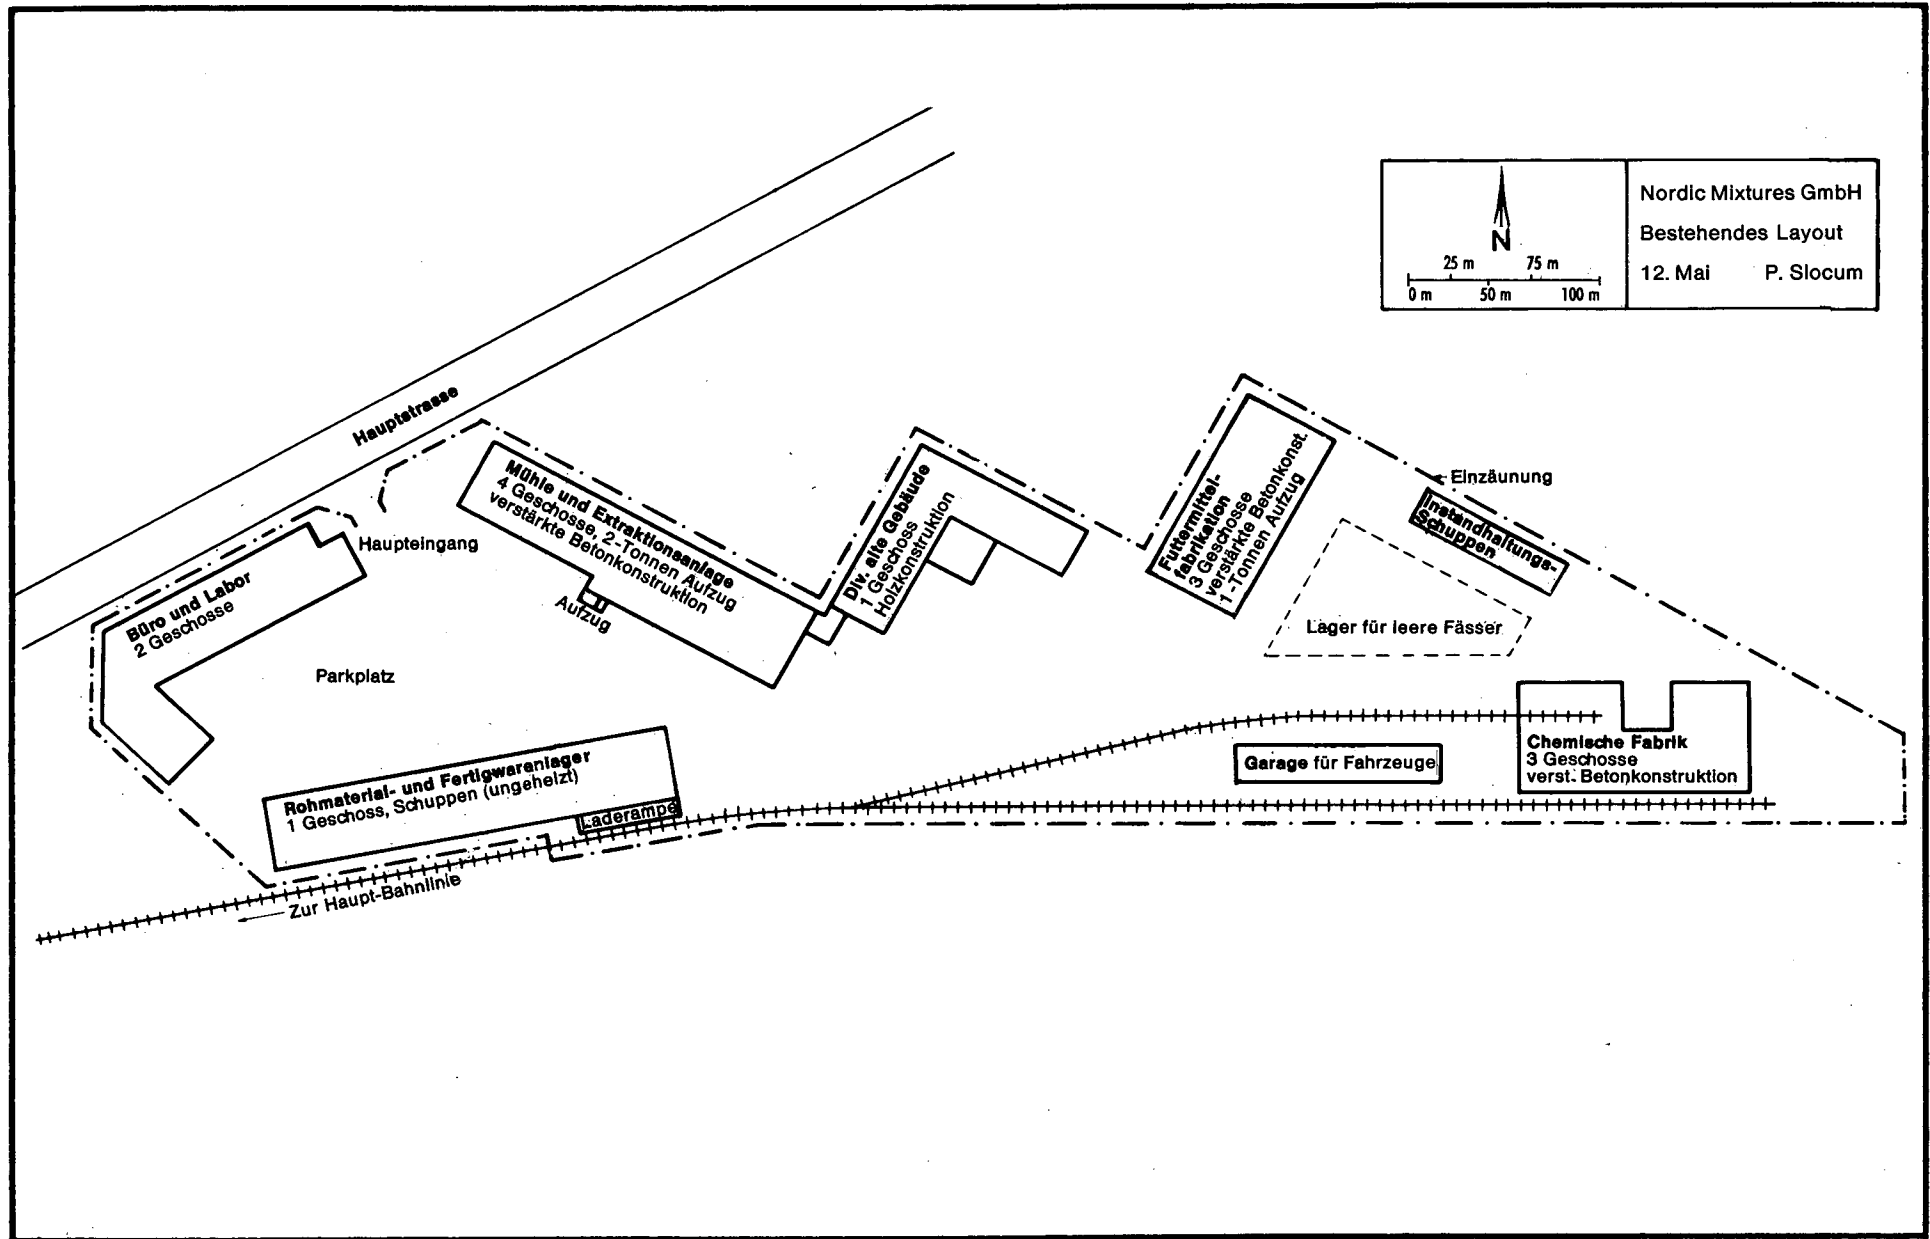 Nordic Mixtures GmbH
Bestehendes Layout
12. Mai P. Slocum
N
25 m 75 m
0 m 50 m 100 m
Hauptstrasse
Haupteingang
Büro und Labor
2 Geschosse
Parkplatz
Mühle und Extraktionsanlage
4 Geschosse, 2-Tonnen Aufzug
verstärkte Betonkonstruktion
Aufzug
Div. alte Gebäude
1 Geschoss
Holzkonstruktion
Futtermittel-
fabrikation
3 Geschosse
verstärkte Betonkonst.
1-Tonnen Aufzug
Einzäunung
Instandhaltungs-
Schuppen
Lager für leere Fässer
Rohmaterial- und Fertigwarenlager
1 Geschoss, Schuppen (ungeheizt)
Laderampe
Garage für Fahrzeuge
Chemische Fabrik
3 Geschosse
verst. Betonkonstruktion
Zur Haupt-Bahnlinie